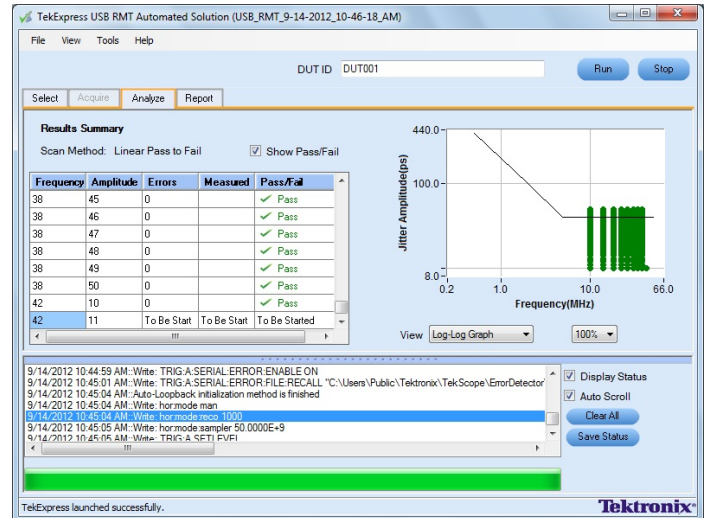 TekExpress USB RMT Automated Solution (USB_RMT_9-14-2012_10-46-18_AM)
File View Tools Help
DUT ID DUT001 Run Stop
Select Acquire Analyze Report
Results Summary
Scan Method: Linear Pass to Fail Show Pass/Fail
Frequency Amplitude Errors Measured Pass/Fail
38 45 0 Pass
38 46 0 Pass
38 47 0 Pass
38 48 0 Pass
38 49 0 Pass
38 50 0 Pass
42 10 0 Pass
42 11 To Be Start To Be Start To Be Started
440.0
100.0
8.0
Jitter Amplitude(ps)
0.2 1.0 10.0 66.0
Frequency(MHz)
View Log-Log Graph 100%
9/14/2012 10:44:59 AM::Write: TRIG:A:SERIAL:ERROR:ENABLE ON
9/14/2012 10:45:01 AM::Write: TRIG:A:SERIAL:ERROR:FILE:RECALL "C:\Users\Public\Tektronix\TekScope\ErrorDetector\
9/14/2012 10:45:04 AM::Auto-Loopback initialization method is finished
9/14/2012 10:45:04 AM::Write: hor:mode man
9/14/2012 10:45:04 AM::Write: hor:mode:reco 1000
9/14/2012 10:45:05 AM::Write: hor:mode:sampler 50.0000E+9
9/14/2012 10:45:05 AM::Write: TRIG:A SETLEVEL
Display Status
Auto Scroll
Clear All
Save Status
TekExpress launched successfully.
Tektronix